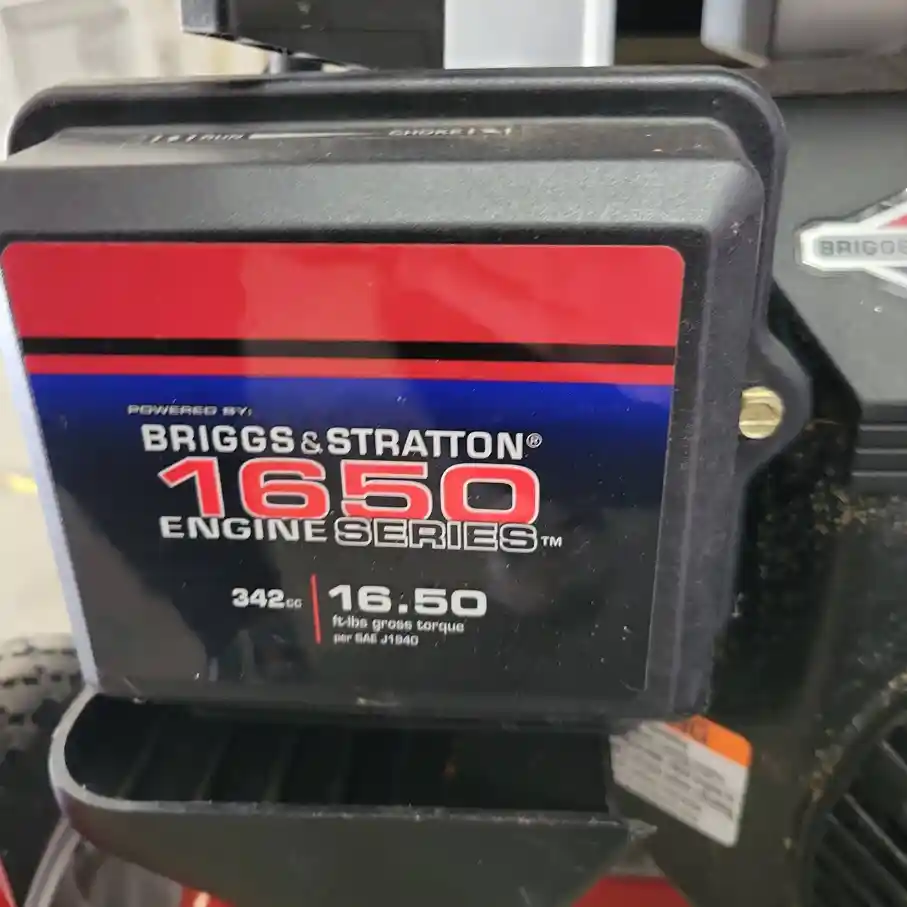 RUN CHOKE
BRIGGS
POWERED BY:
BRIGGS & STRATTON®
1650
ENGINE SERIES™
342cc 16.50
ft-lbs gross torque
per SAE J1940